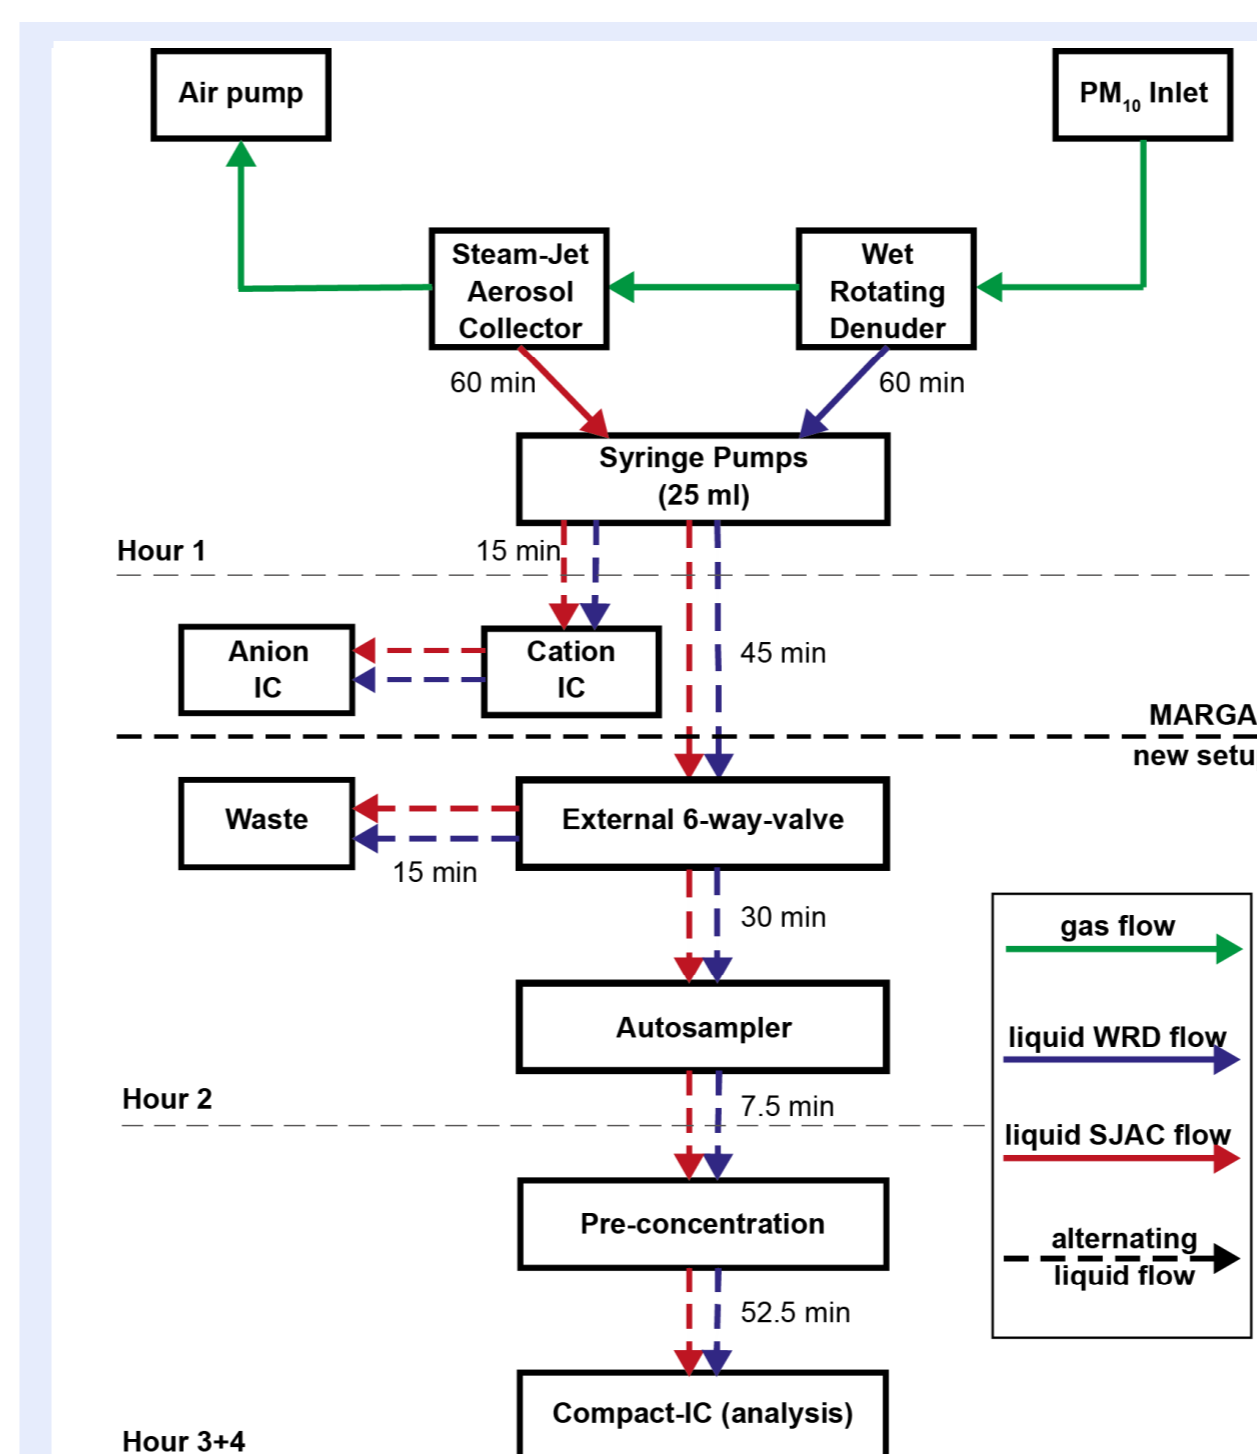 Air pump
PM10 Inlet
Steam-Jet
Aerosol
Collector
Wet
Rotating
Denuder
60 min
60 min
Syringe Pumps
(25 ml)
Hour 1
15 min
Anion
IC
Cation
IC
45 min
MARGA
new setu
Waste
External 6-way-valve
15 min
30 min
gas flow
liquid WRD flow
liquid SJAC flow
alternating
liquid flow
Autosampler
Hour 2
7.5 min
Pre-concentration
52.5 min
Compact-IC (analysis)
Hour 3+4